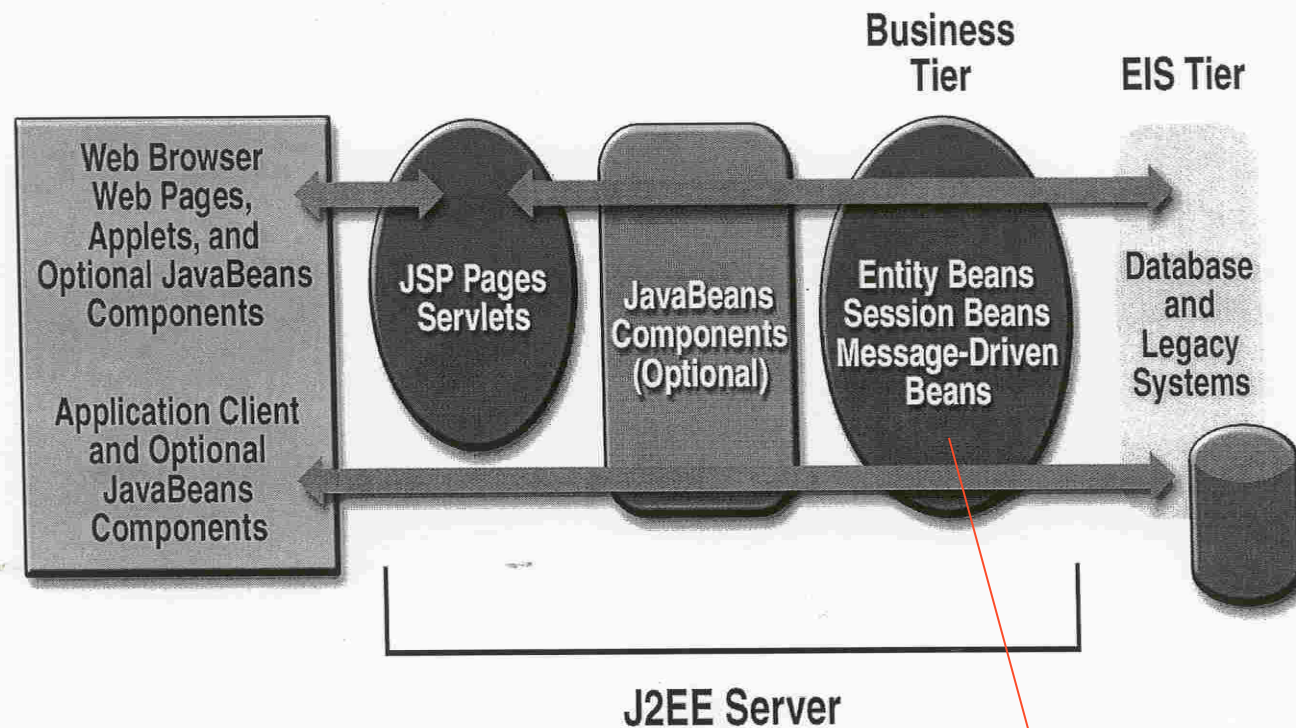 Business
Tier
EIS Tier
Web Browser
Web Pages,
Applets, and
Optional JavaBeans
Components
Application Client
and Optional
JavaBeans
Components
JSP Pages
Servlets
JavaBeans
Components
(Optional)
Entity Beans
Session Beans
Message-Driven
Beans
Database
and
Legacy
Systems
J2EE Server